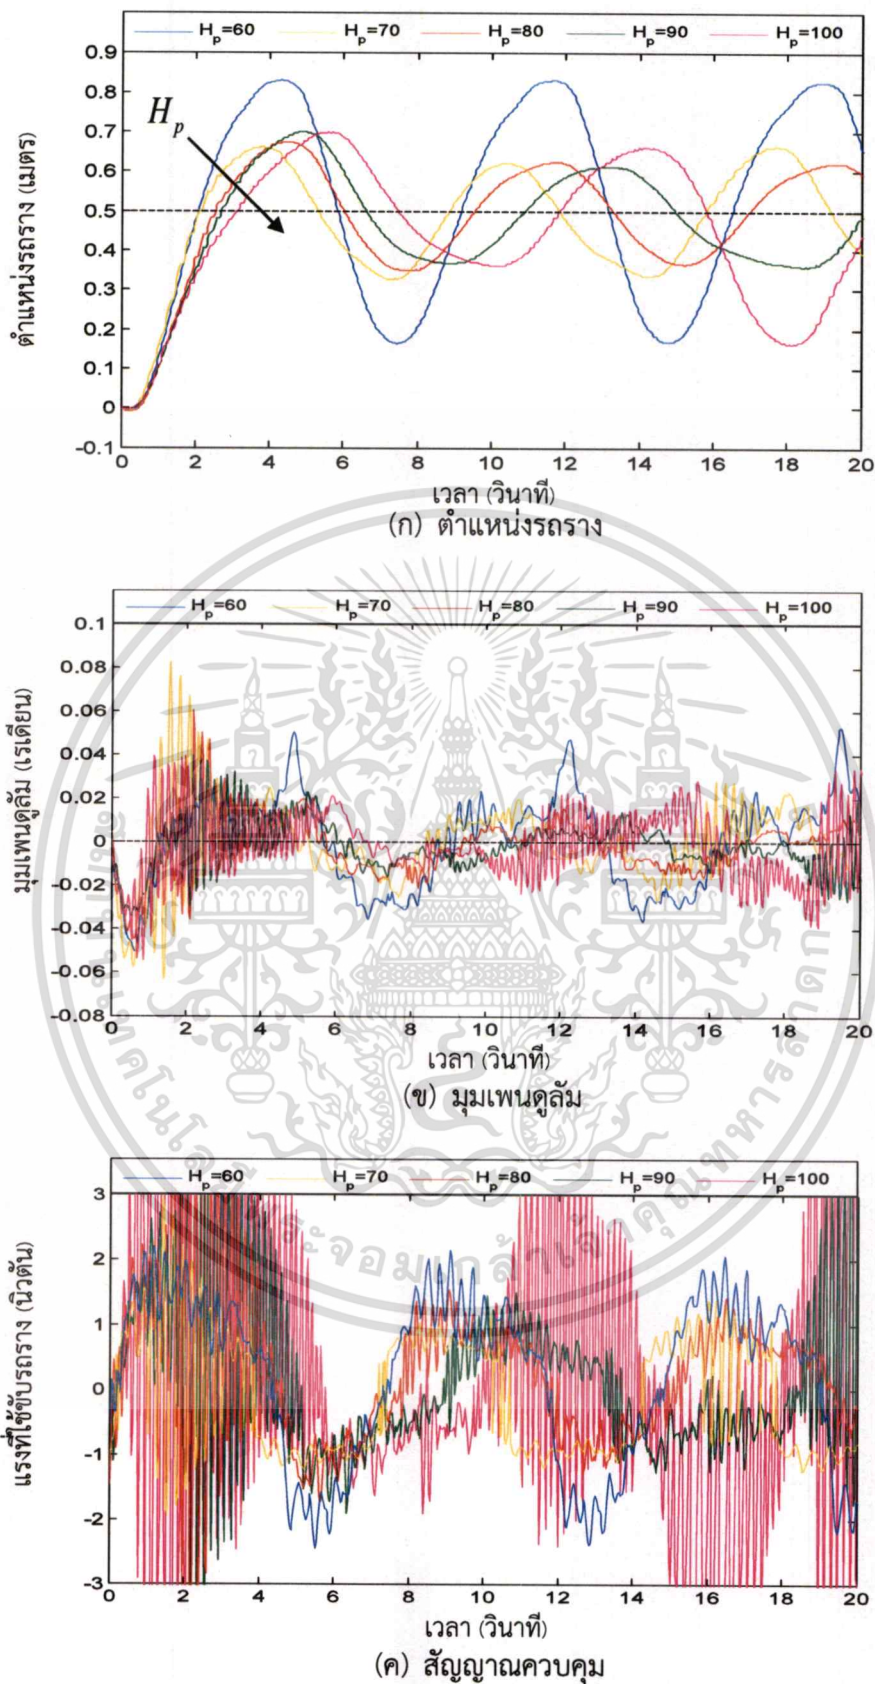 H_p=60 H_p=70 H_p=80 H_p=90 H_p=100
0.9
0.8
0.7
0.6
0.5
0.4
0.3
0.2
0.1
0
-0.1
H_p
ตำแหน่งรถราง (เมตร)
0 2 4 6 8 10 12 14 16 18 20
เวลา (วินาที)
(ก) ตำแหน่งรถราง
H_p=60 H_p=70 H_p=80 H_p=90 H_p=100
0.1
0.08
0.06
0.04
0.02
0
-0.02
-0.04
-0.06
-0.08
มุมเพนดูลัม (เรเดียน)
0 2 4 6 8 10 12 14 16 18 20
เวลา (วินาที)
(ข) มุมเพนดูลัม
H_p=60 H_p=70 H_p=80 H_p=90 H_p=100
3
2
1
0
-1
-2
-3
แรงที่ใช้ขับรถราง (นิวตัน)
0 2 4 6 8 10 12 14 16 18 20
เวลา (วินาที)
(ค) สัญญาณควบคุม